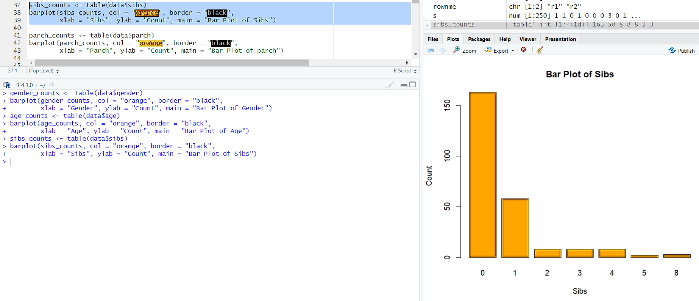 37 sibs_counts <- table(data$sibs)
38 barplot(sibs_counts, col = "orange", border = "black",
39 xlab = "Sibs", ylab = "Count", main = "Bar Plot of Sibs")
40
41 parch_counts <- table(data$parch)
42 barplot(parch_counts, col = "orange", border = "black",
43 xlab = "Parch", ylab = "Count", main = "Bar Plot of parch")
44
(Top Level)
R Script
> gender_counts <- table(data$gender)
> barplot(gender_counts, col = "orange", border = "black",
+ xlab = "Gender", ylab = "Count", main = "Bar Plot of Gender")
> age_counts <- table(data$age)
> barplot(age_counts, col = "orange", border = "black",
+ xlab = "Age", ylab = "Count", main = "Bar Plot of Age")
> sibs_counts <- table(data$sibs)
> barplot(sibs_counts, col = "orange", border = "black",
+ xlab = "Sibs", ylab = "Count", main = "Bar Plot of Sibs")
>
rowname chr [1:2] "r1" "r2"
s num [1:250] 1 1 0 1 0 0 0 3 0 1 ...
sibs_counts
Files Plots Packages Help Viewer Presentation
Zoom Export Publish
Bar Plot of Sibs
Count
150
100
50
0
0 1 2 3 4 5 8
Sibs